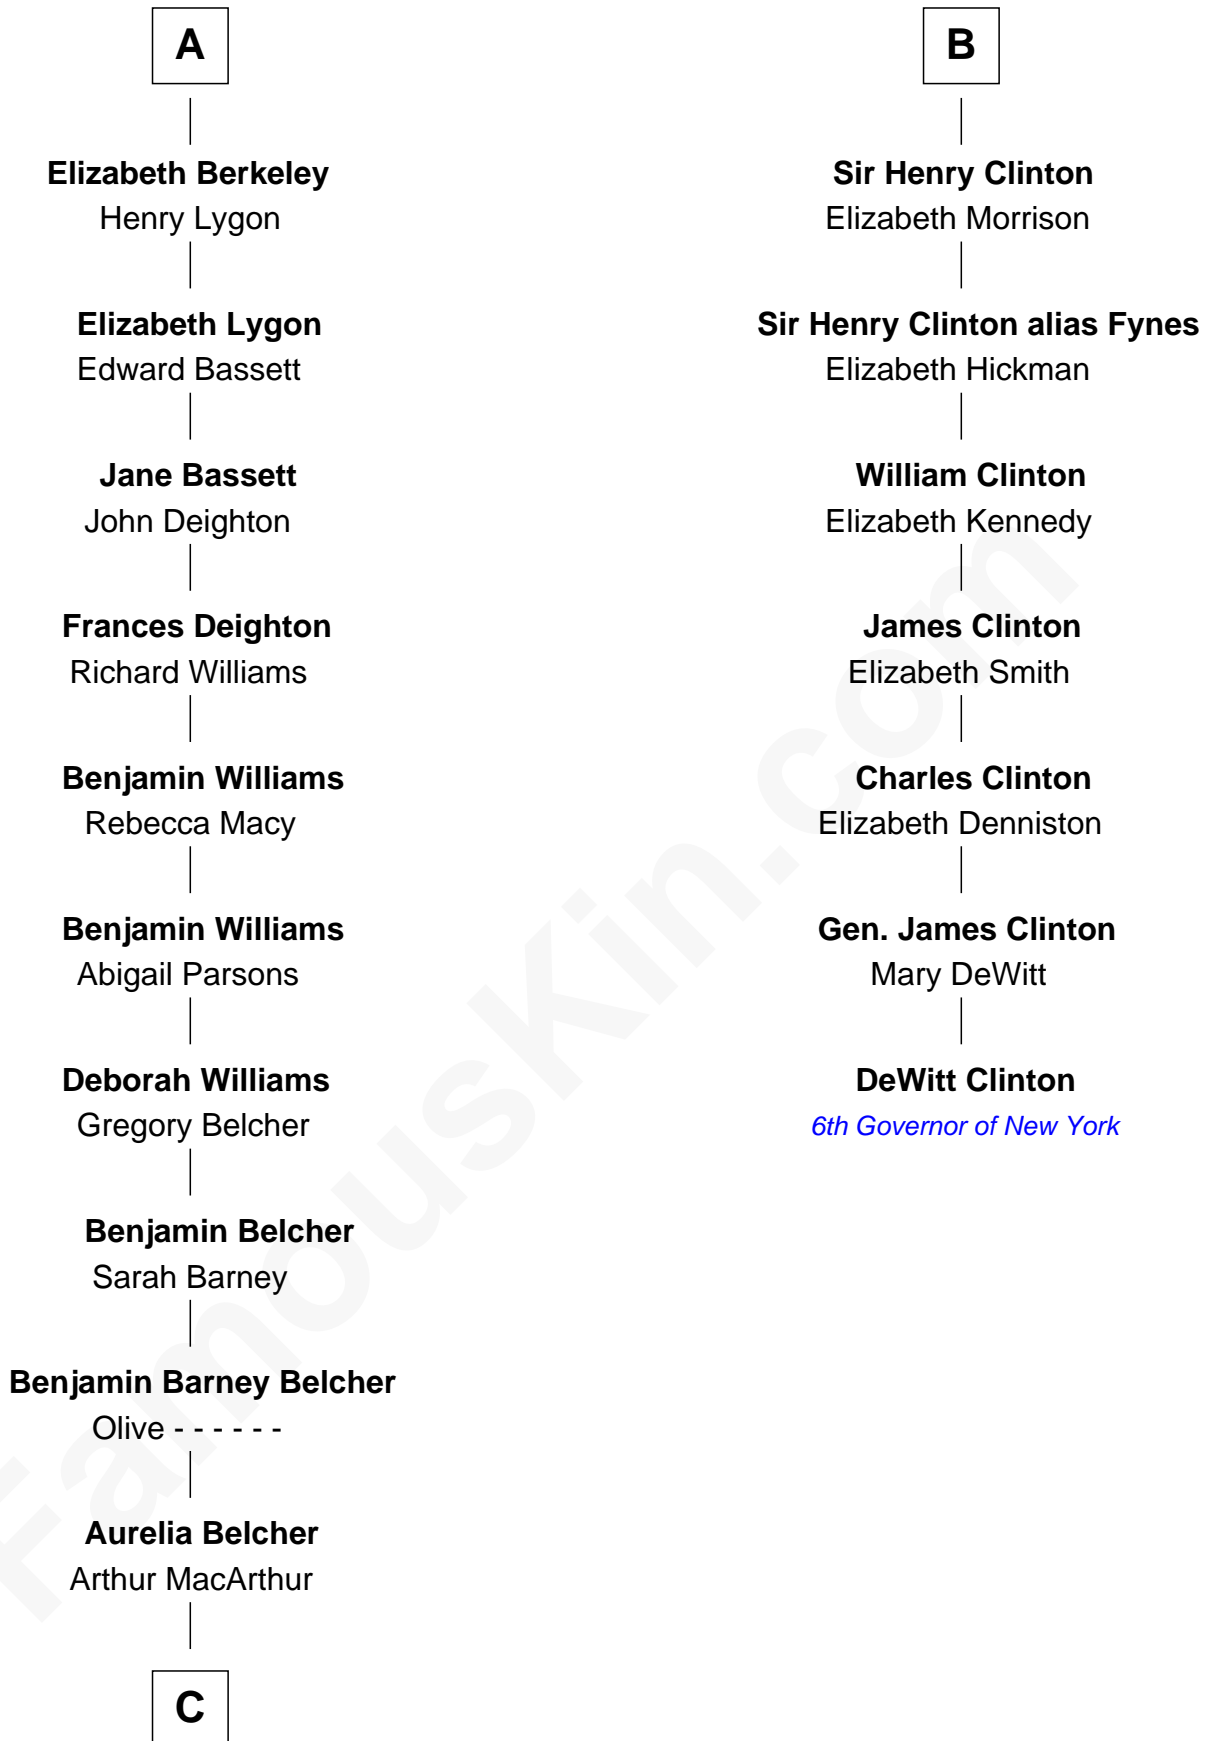 A
Elizabeth Berkeley
Henry Lygon
Elizabeth Lygon
Edward Bassett
Jane Bassett
John Deighton
Frances Deighton
Richard Williams
Benjamin Williams
Rebecca Macy
Benjamin Williams
Abigail Parsons
Deborah Williams
Gregory Belcher
Benjamin Belcher
Sarah Barney
Benjamin Barney Belcher
Olive - - - - - -
Aurelia Belcher
Arthur MacArthur
C
B
Sir Henry Clinton
Elizabeth Morrison
Sir Henry Clinton alias Fynes
Elizabeth Hickman
William Clinton
Elizabeth Kennedy
James Clinton
Elizabeth Smith
Charles Clinton
Elizabeth Denniston
Gen. James Clinton
Mary DeWitt
DeWitt Clinton
6th Governor of New York
FamousKin.com